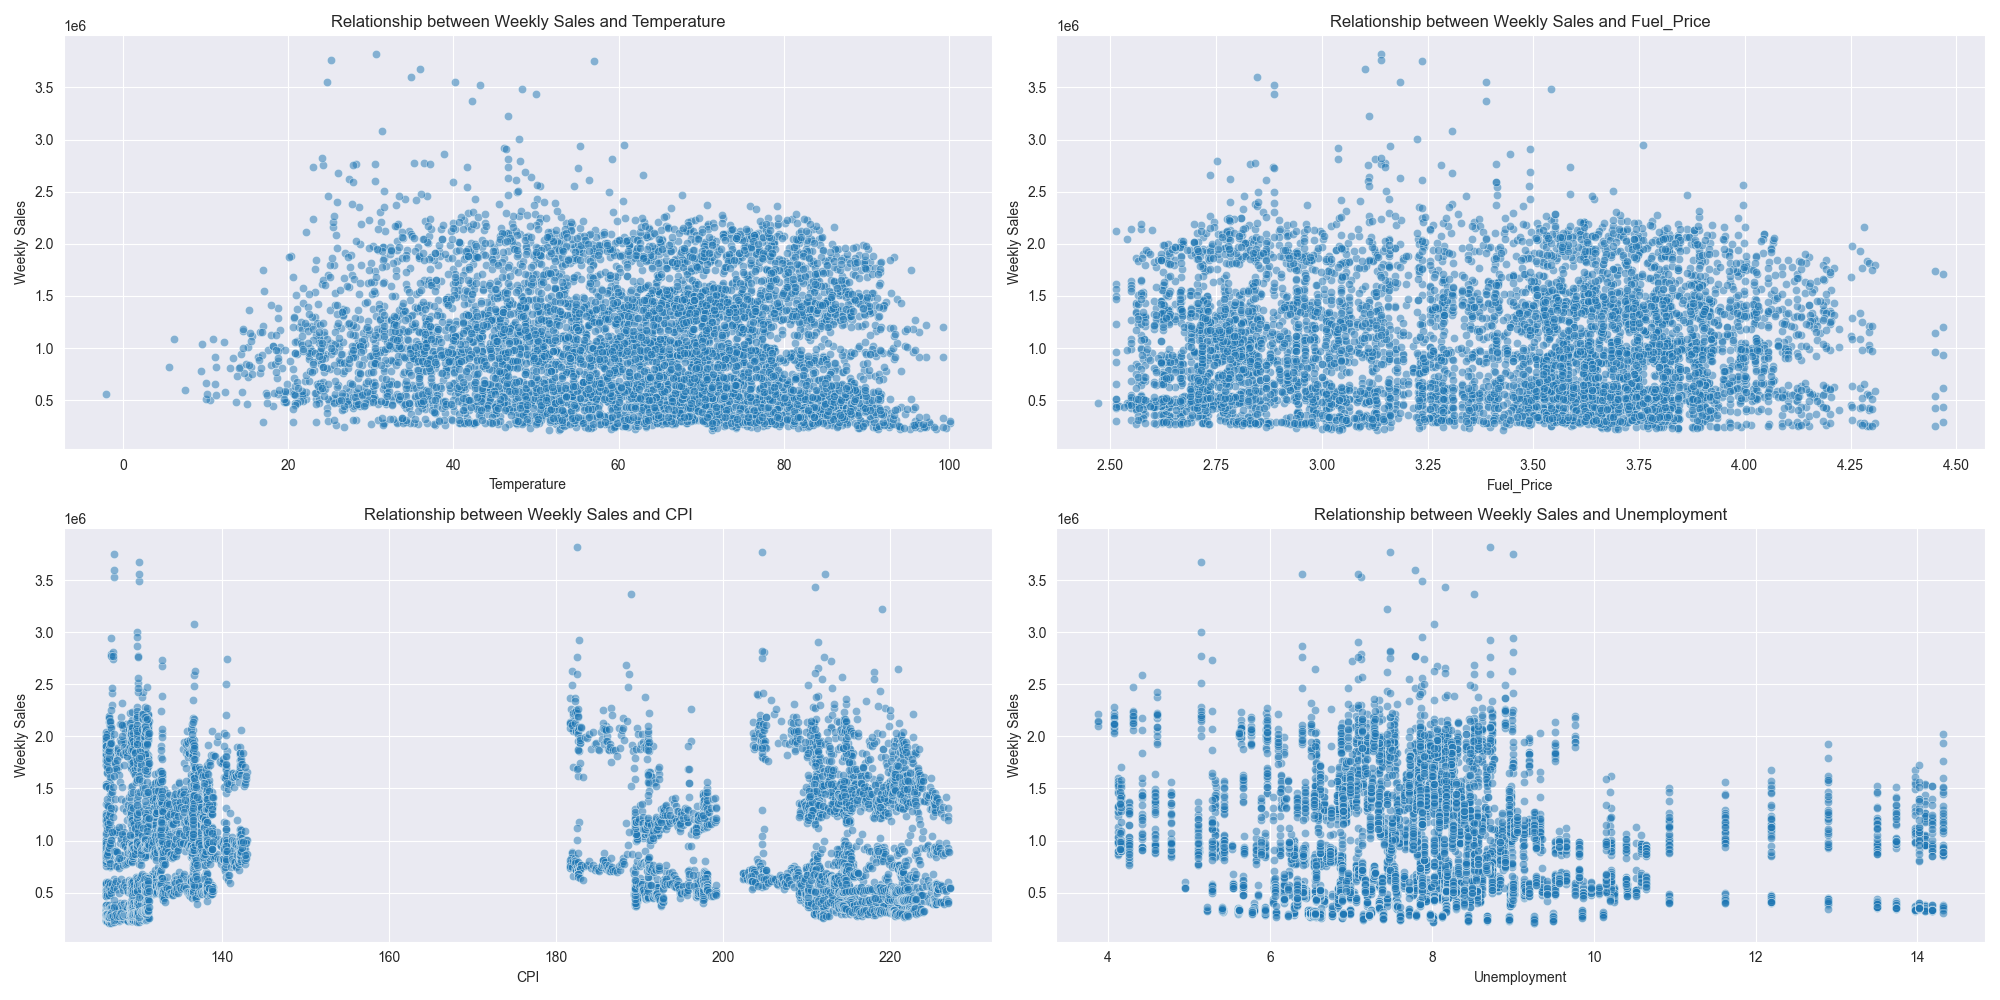 Relationship between Weekly Sales and Temperature
1e6
3.5
3.0
2.5
2.0
1.5
1.0
0.5
Weekly Sales
0 20 40 60 80 100
Temperature
Relationship between Weekly Sales and Fuel_Price
1e6
3.5
3.0
2.5
2.0
1.5
1.0
0.5
Weekly Sales
2.50 2.75 3.00 3.25 3.50 3.75 4.00 4.25 4.50
Fuel_Price
Relationship between Weekly Sales and CPI
1e6
3.5
3.0
2.5
2.0
1.5
1.0
0.5
Weekly Sales
140 160 180 200 220
CPI
Relationship between Weekly Sales and Unemployment
1e6
3.5
3.0
2.5
2.0
1.5
1.0
0.5
Weekly Sales
4 6 8 10 12 14
Unemployment